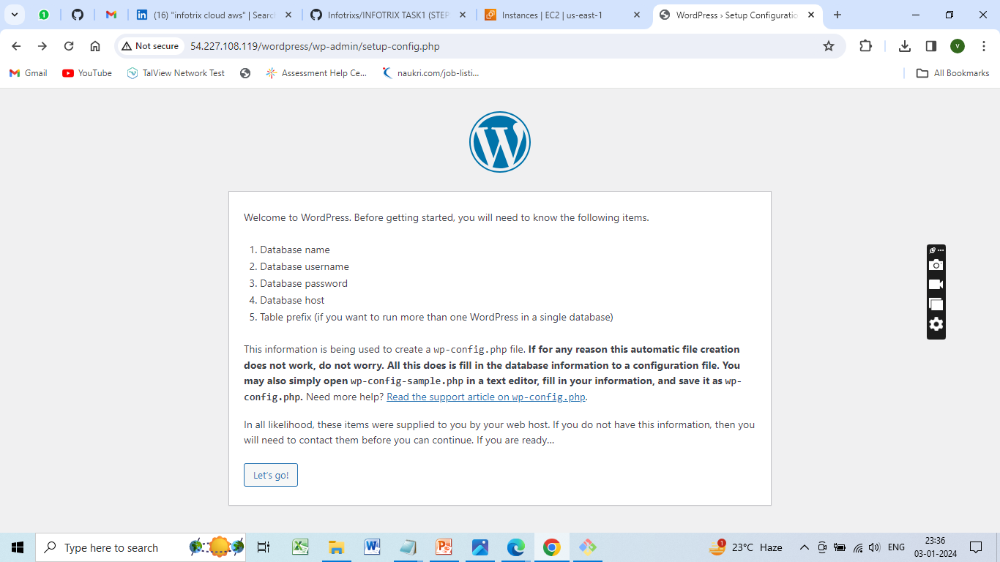 1
(16) "infotrix cloud aws" | Searc
Infotrixs/INFOTRIX TASK1 (STEP
Instances | EC2 | us-east-1
WordPress › Setup Configuratio
Not secure
54.227.108.119/wordpress/wp-admin/setup-config.php
V
Gmail
YouTube
TalView Network Test
Assessment Help Ce...
naukri.com/job-listi...
All Bookmarks
Welcome to WordPress. Before getting started, you will need to know the following items.
1. Database name
2. Database username
3. Database password
4. Database host
5. Table prefix (if you want to run more than one WordPress in a single database)
This information is being used to create a wp-config.php file. If for any reason this automatic file creation
does not work, do not worry. All this does is fill in the database information to a configuration file. You
may also simply open wp-config-sample.php in a text editor, fill in your information, and save it as wp-
config.php. Need more help? Read the support article on wp-config.php.
In all likelihood, these items were supplied to you by your web host. If you do not have this information, then you
will need to contact them before you can continue. If you are ready…
Let's go!
Type here to search
1
23°C Haze
ENG
23:36
03-01-2024